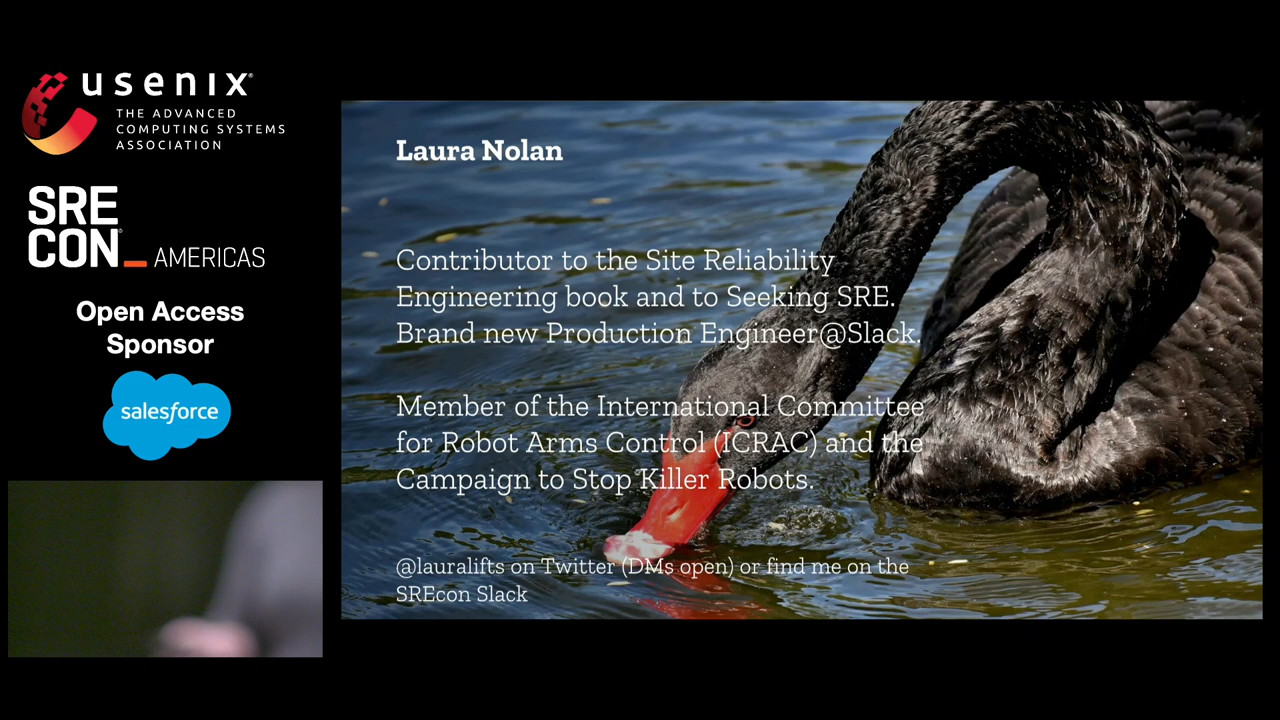 usenix®
THE ADVANCED
COMPUTING SYSTEMS
ASSOCIATION
SRE
CON
AMERICAS
Open Access
Sponsor
salesforce
Laura Nolan
Contributor to the Site Reliability
Engineering book and to Seeking SRE.
Brand new Production Engineer@Slack.
Member of the International Committee
for Robot Arms Control (ICRAC) and the
Campaign to Stop Killer Robots.
@lauralifts on Twitter (DMs open) or find me on the
SREcon Slack